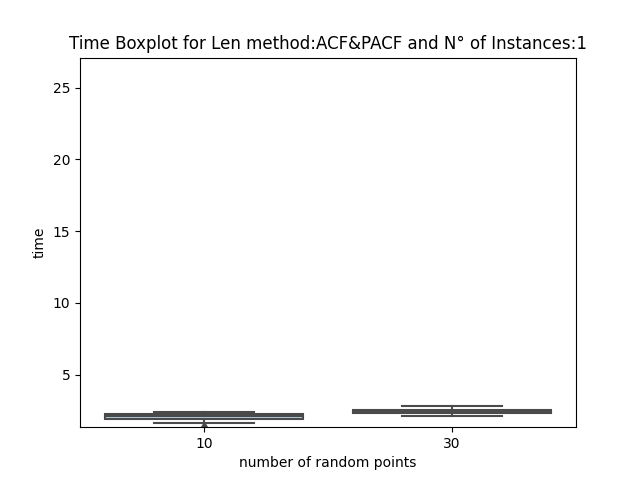 Time Boxplot for Len method:ACF&PACF and N° of Instances:1
25
20
15
10
5
time
10 30
number of random points